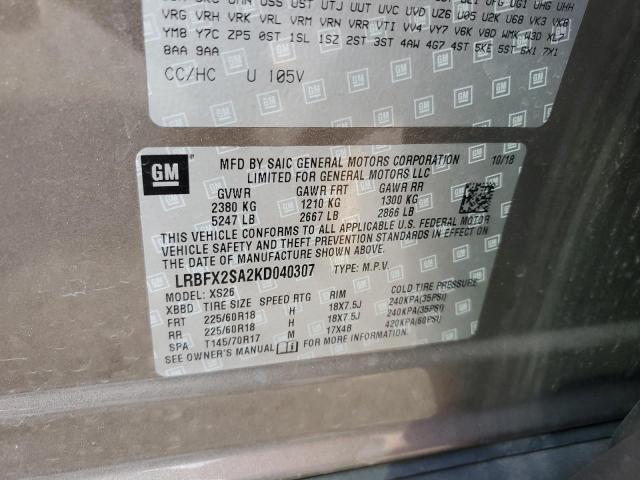 VRG VRH VRK VRL VRM VRN VRR VTI VV4 VY7 V6K V8D WMK W3D XL7
YM8 Y7C ZP5 0ST 1SL 1SZ 2ST 3ST 4AW 4G7 4ST 5KE 5ST 6X1 7X1
8AA 9AA
CC/HC U 105V
GM
MFD BY SAIC GENERAL MOTORS CORPORATION 10/18
LIMITED FOR GENERAL MOTORS LLC
GVWR GAWR FRT GAWR RR
2380 KG 1210 KG 1300 KG
5247 LB 2667 LB 2866 LB
THIS VEHICLE CONFORMS TO ALL APPLICABLE U.S. FEDERAL MOTOR
VEHICLE SAFETY AND THEFT PREVENTION STANDARDS IN EFFECT
ON THE DATE OF MANUFACTURE SHOWN ABOVE.
LRBFX2SA2KD040307 TYPE: M.P.V.
MODEL: XS26
XBBD TIRE SIZE SPEED RTG RIM COLD TIRE PRESSURE
FRT 225/60R18 H 18X7.5J 240KPA(35PSI)
RR 225/60R18 H 18X7.5J 240KPA(35PSI)
SPA T145/70R17 M 17X4B 420KPA(60PSI)
SEE OWNER'S MANUAL FOR MORE INFORMATION.